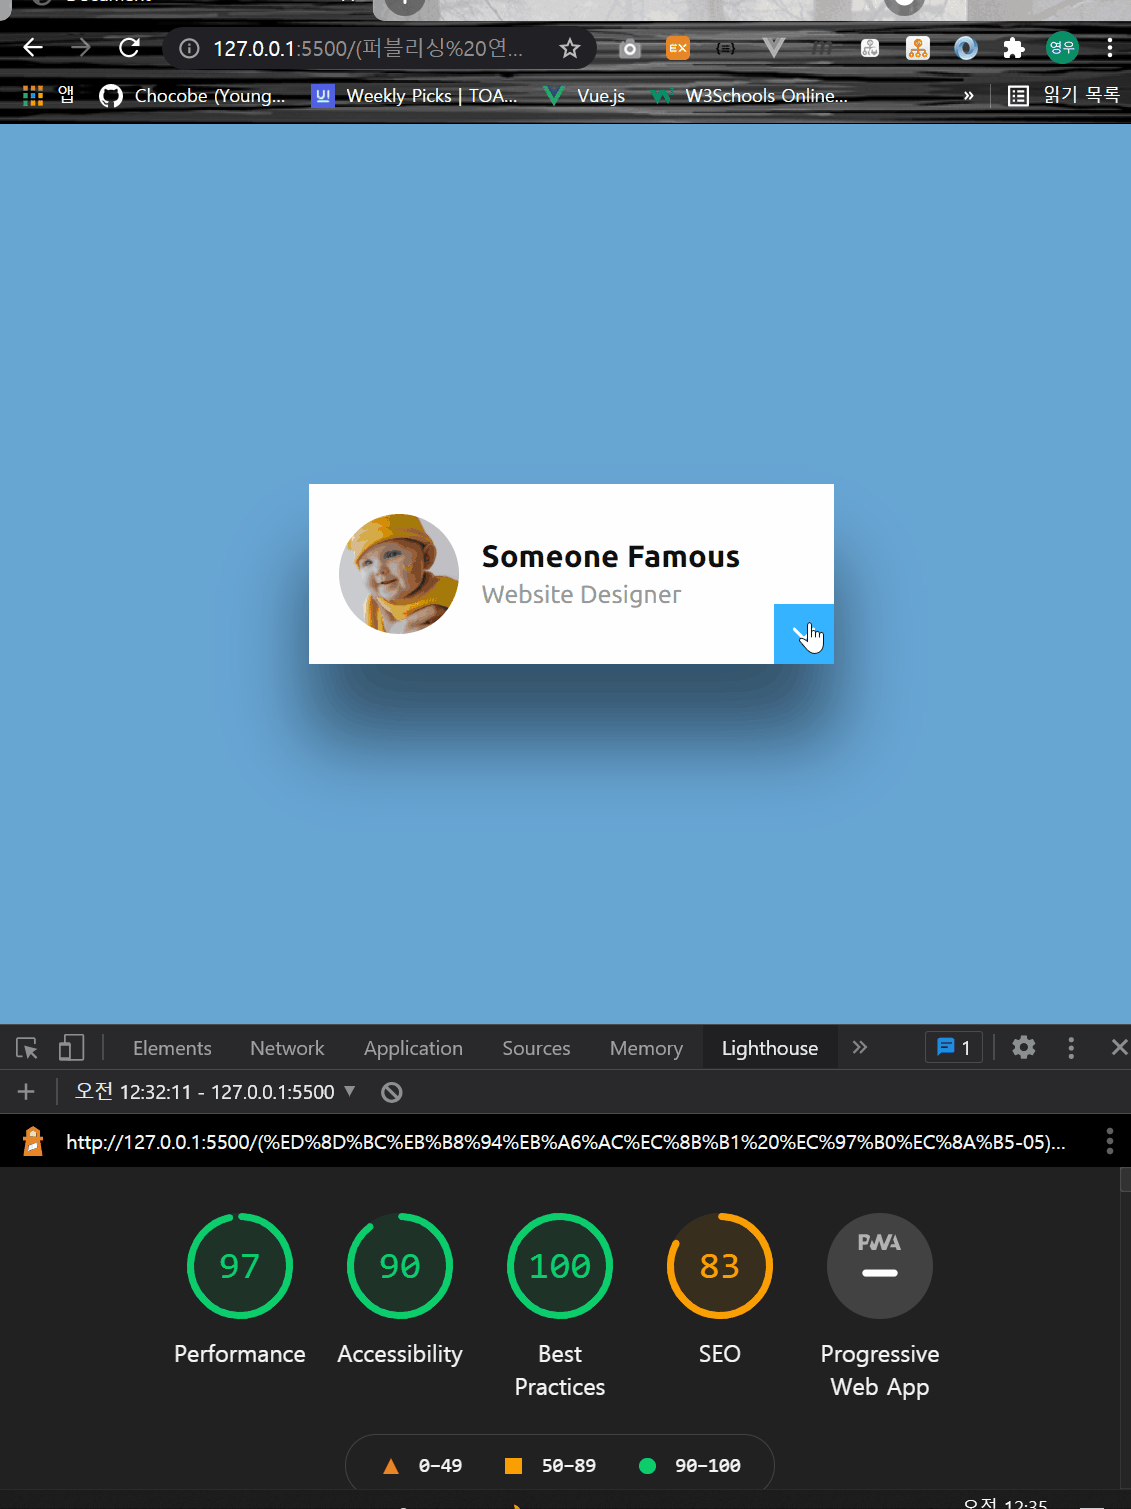 127.0.0.1:5500/(퍼블리싱%20연...
EX
영우
앱
Chocobe (Young...
Weekly Picks | TOA...
Vue.js
W3Schools Online...
»
읽기 목록
Someone Famous
Website Designer
Elements
Network
Application
Sources
Memory
Lighthouse
1
오전 12:32:11 - 127.0.0.1:5500
http://127.0.0.1:5500/(%ED%8D%BC%EB%B8%94%EB%A6%AC%EC%8B%B1%20%EC%97%B0%EC%8A%B5-05)...
97
90
100
83
PWA
Performance
Accessibility
Best
Practices
SEO
Progressive
Web App
0–49
50–89
90–100
오전 12:35